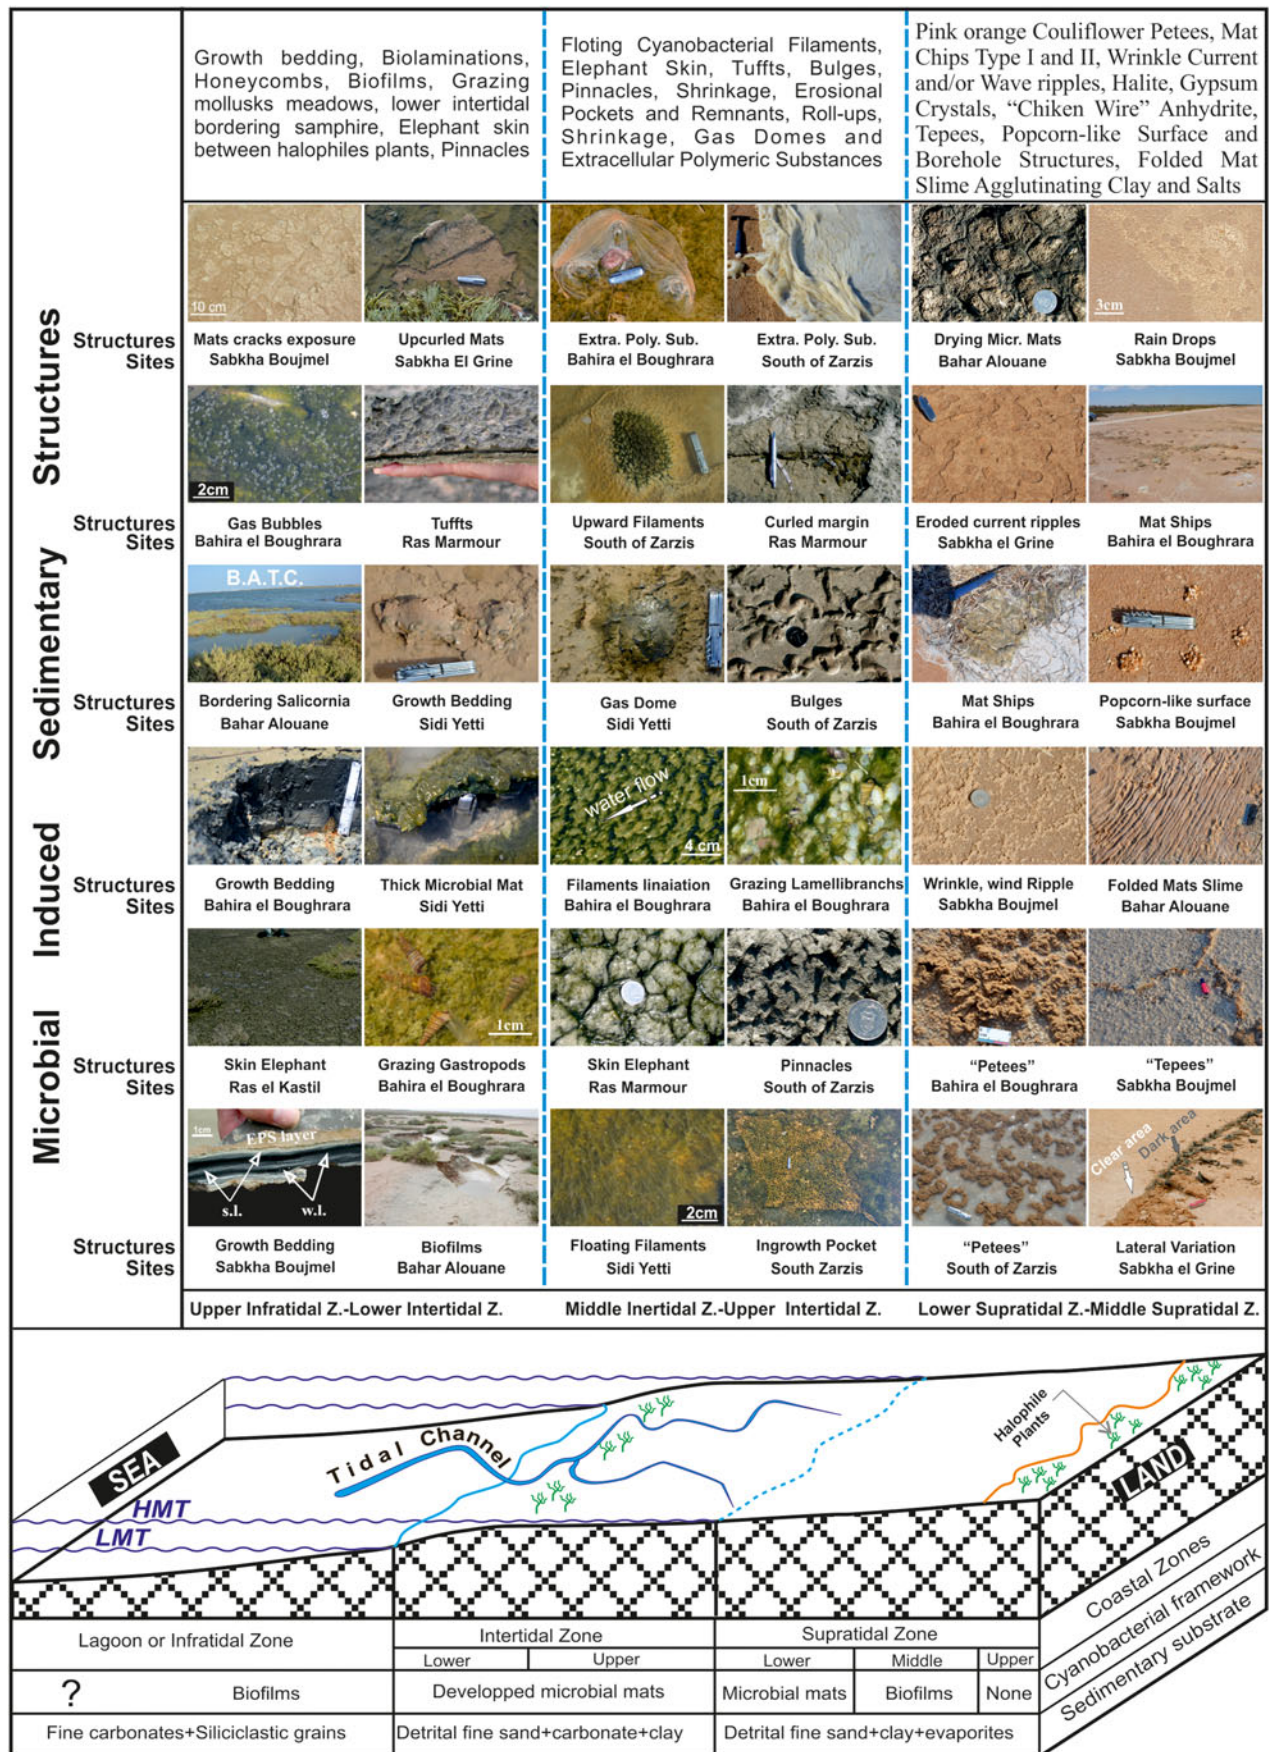 Growth bedding, Biolaminations,
Honeycombs, Biofilms, Grazing
mollusks meadows, lower intertidal
bordering samphire, Elephant skin
between halophiles plants, Pinnacles
Floting Cyanobacterial Filaments,
Elephant Skin, Tuffts, Bulges,
Pinnacles, Shrinkage, Erosional
Pockets and Remnants, Roll-ups,
Shrinkage, Gas Domes and
Extracellular Polymeric Substances
Pink orange Couliflower Petees, Mat
Chips Type I and II, Wrinkle Current
and/or Wave ripples, Halite, Gypsum
Crystals, “Chiken Wire” Anhydrite,
Tepees, Popcorn-like Surface and
Borehole Structures, Folded Mat
Slime Agglutinating Clay and Salts
Microbial Induced Sedimentary Structures
10 cm
3cm
Structures
Sites
Mats cracks exposure
Sabkha Boujmel
Upcurled Mats
Sabkha El Grine
Extra. Poly. Sub.
Bahira el Boughrara
Extra. Poly. Sub.
South of Zarzis
Drying Micr. Mats
Bahar Alouane
Rain Drops
Sabkha Boujmel
2cm
Structures
Sites
Gas Bubbles
Bahira el Boughrara
Tuffts
Ras Marmour
Upward Filaments
South of Zarzis
Curled margin
Ras Marmour
Eroded current ripples
Sabkha el Grine
Mat Ships
Bahira el Boughrara
B.A.T.C.
Structures
Sites
Bordering Salicornia
Bahar Alouane
Growth Bedding
Sidi Yetti
Gas Dome
Sidi Yetti
Bulges
South of Zarzis
Mat Ships
Bahira el Boughrara
Popcorn-like surface
Sabkha Boujmel
water flow
4 cm
1cm
Structures
Sites
Growth Bedding
Bahira el Boughrara
Thick Microbial Mat
Sidi Yetti
Filaments linaiation
Bahira el Boughrara
Grazing Lamellibranchs
Bahira el Boughrara
Wrinkle, wind Ripple
Sabkha Boujmel
Folded Mats Slime
Bahar Alouane
1cm
Structures
Sites
Skin Elephant
Ras el Kastil
Grazing Gastropods
Bahira el Boughrara
Skin Elephant
Ras Marmour
Pinnacles
South of Zarzis
“Petees”
Bahira el Boughrara
“Tepees”
Sabkha Boujmel
1cm
EPS layer
s.l.
w.l.
2cm
Clear area
Dark area
Structures
Sites
Growth Bedding
Sabkha Boujmel
Biofilms
Bahar Alouane
Floating Filaments
Sidi Yetti
Ingrowth Pocket
South Zarzis
“Petees”
South of Zarzis
Lateral Variation
Sabkha el Grine
Upper Infratidal Z.-Lower Intertidal Z.
Middle Inertidal Z.-Upper Intertidal Z.
Lower Supratidal Z.-Middle Supratidal Z.
SEA
Tidal Channel
HMT
LMT
Halophile
Plants
LAND
Coastal Zones
Cyanobacterial framework
Sedimentary substrate
Lagoon or Infratidal Zone
Intertidal Zone
Supratidal Zone
Lower
Upper
Lower
Middle
Upper
?
Biofilms
Developped microbial mats
Microbial mats
Biofilms
None
Fine carbonates+Siliciclastic grains
Detrital fine sand+carbonate+clay
Detrital fine sand+clay+evaporites